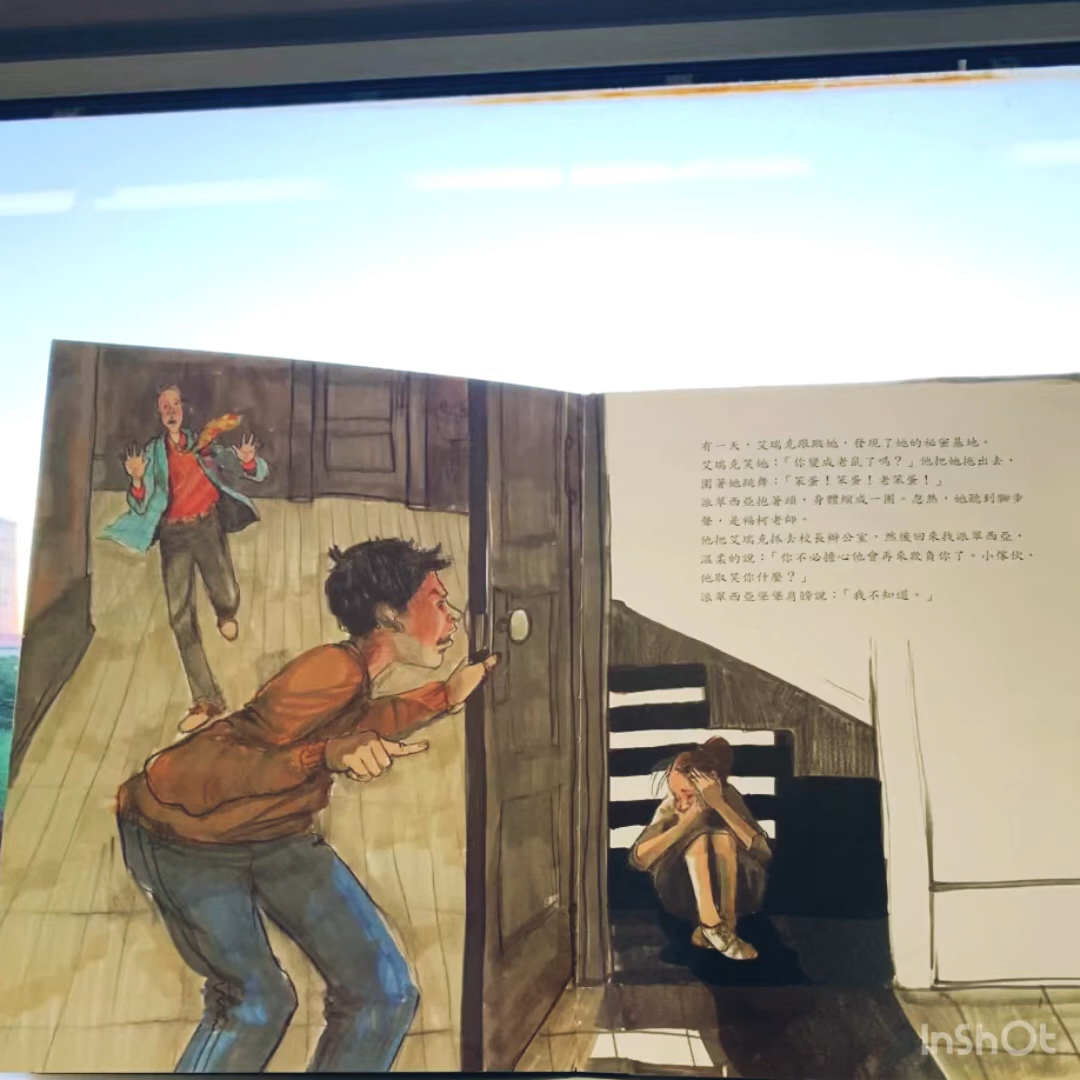 有一天，艾瑞克跟蹤她，發現了她的祕密基地。
艾瑞克笑她：「你變成老鼠了嗎？」他把她拖出去，
圍著她跳舞：「笨蛋！笨蛋！老笨蛋！」
派翠西亞抱著頭，身體縮成一團。忽然，她聽到腳步
聲，是福柯老師。
他把艾瑞克抓去校長辦公室，然後回來找派翠西亞，
溫柔的說：「你不必擔心他會再來欺負你了。小傢伙，
他取笑你什麼？」
派翠西亞聳聳肩膀說：「我不知道。」
InShOt